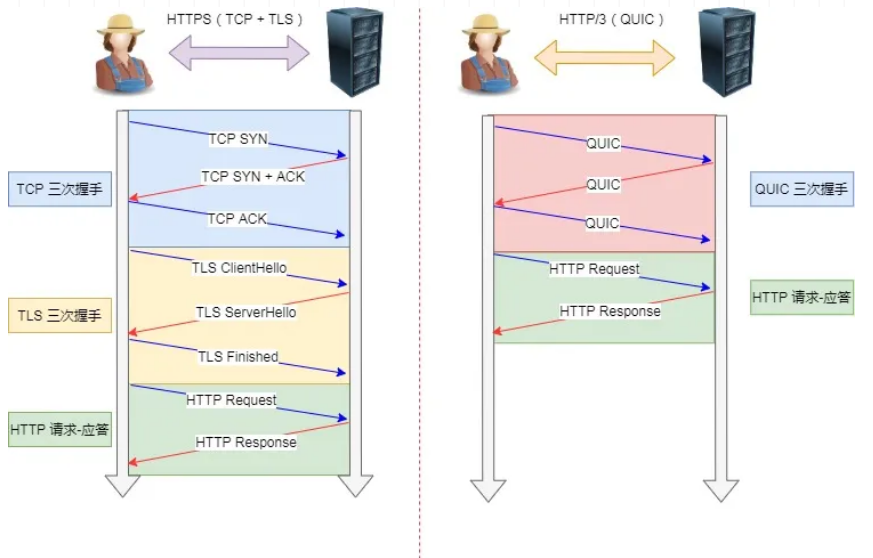 HTTPS（TCP + TLS）
TCP 三次握手
TCP SYN
TCP SYN + ACK
TCP ACK
TLS 三次握手
TLS ClientHello
TLS ServerHello
TLS Finished
HTTP 请求-应答
HTTP Request
HTTP Response
HTTP/3（QUIC）
QUIC
QUIC
QUIC
QUIC 三次握手
HTTP Request
HTTP Response
HTTP 请求-应答